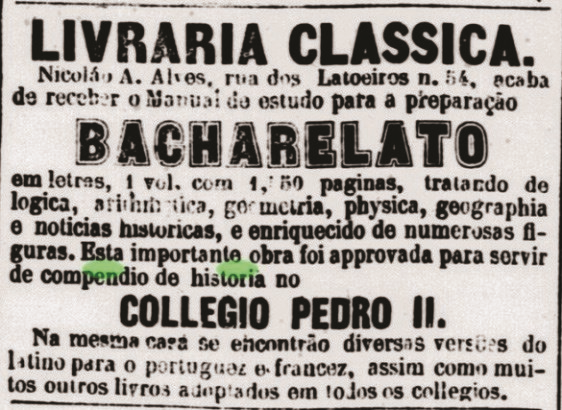 LIVRARIA CLASSICA.
Nicoláo A. Alves, rua dos Latoeiros n. 54, acaba
de receber o Manual de estudo para a preparação
BACHARELATO
em letras, 1 vol. com paginas, tratando de
logica, arithmetica, geometria, physica, geographia
e noticias historicas, e enriquecido de numerosas fi-
guras. Esta importante obra foi approvada para servir
de compendio de historia no
COLLEGIO PEDRO II.
Na mesma casa se encontrão diversas versões do
latino para o portuguez e francez, assim como mui-
tos outros livros adoptados em todos os collegios.